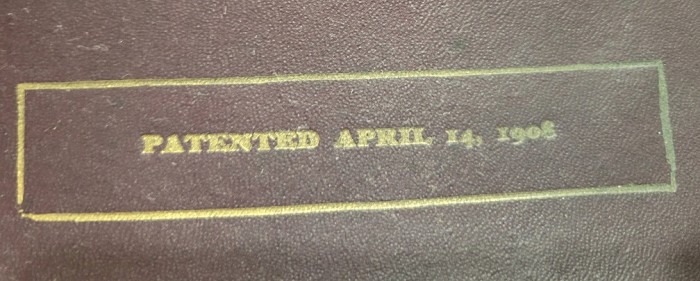 PATENTED APRIL 14, 1908